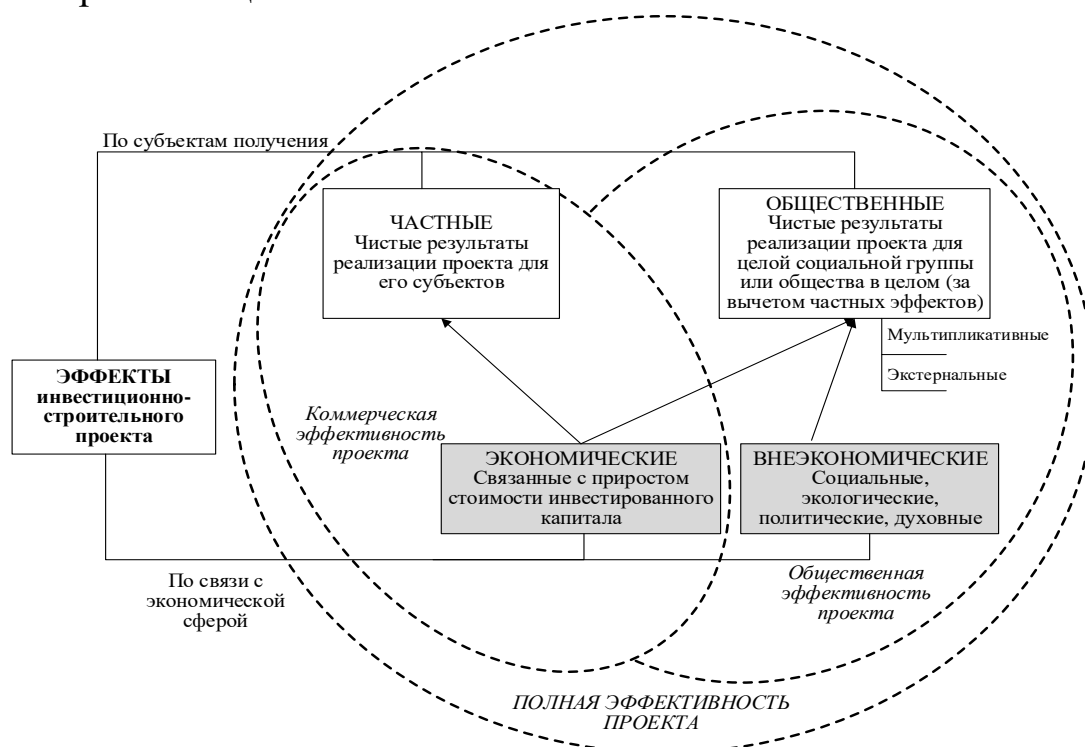 По субъектам получения
ЧАСТНЫЕ
Чистые результаты
реализации проекта для
его субъектов
ОБЩЕСТВЕННЫЕ
Чистые результаты
реализации проекта для
целой социальной группы
или общества в целом (за
вычетом частных эффектов)
Мультипликативные
Экстернальные
ЭФФЕКТЫ
инвестиционно-
строительного
проекта
Коммерческая
эффективность
проекта
ЭКОНОМИЧЕСКИЕ
Связанные с приростом
стоимости инвестированного
капитала
ВНЕЭКОНОМИЧЕСКИЕ
Социальные,
экологические,
политические, духовные
По связи с
экономической
сферой
Общественная
эффективность
проекта
ПОЛНАЯ ЭФФЕКТИВНОСТЬ
ПРОЕКТА